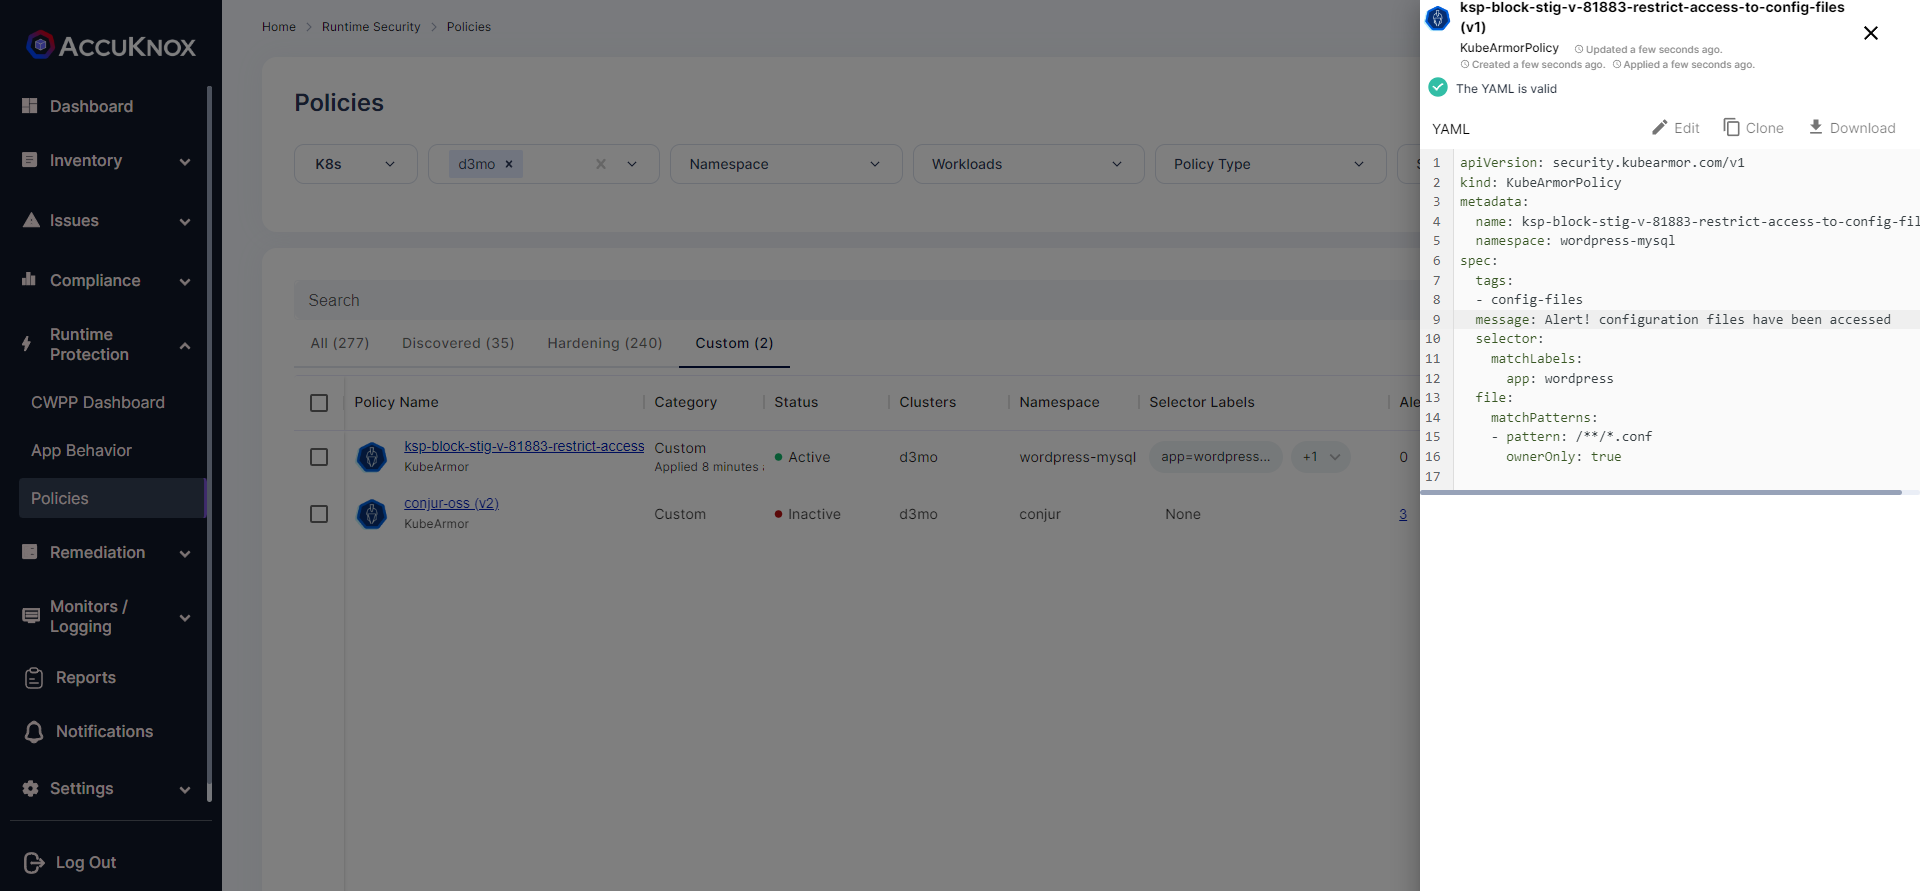 ACCUKNOX
Dashboard
Inventory
Issues
Compliance
Runtime
Protection
CWPP Dashboard
App Behavior
Policies
Remediation
Monitors /
Logging
Reports
Notifications
Settings
Log Out
Home > Runtime Security > Policies
Policies
K8s d3mo Namespace Workloads Policy Type
Search
All (277) Discovered (35) Hardening (240) Custom (2)
Policy Name Category Status Clusters Namespace Selector Labels Ale
ksp-block-stig-v-81883-restrict-access Custom Active d3mo wordpress-mysql app=wordpress... +1 0
KubeArmor Applied 8 minutes
conjur-oss (v2) Custom Inactive d3mo conjur None 3
KubeArmor
ksp-block-stig-v-81883-restrict-access-to-config-files
(v1)
KubeArmorPolicy Updated a few seconds ago.
Created a few seconds ago. Applied a few seconds ago.
The YAML is valid
YAML Edit Clone Download
1 apiVersion: security.kubearmor.com/v1
2 kind: KubeArmorPolicy
3 metadata:
4 name: ksp-block-stig-v-81883-restrict-access-to-config-fil
5 namespace: wordpress-mysql
6 spec:
7 tags:
8 - config-files
9 message: Alert! configuration files have been accessed
10 selector:
11 matchLabels:
12 app: wordpress
13 file:
14 matchPatterns:
15 - pattern: /**/*.conf
16 ownerOnly: true
17